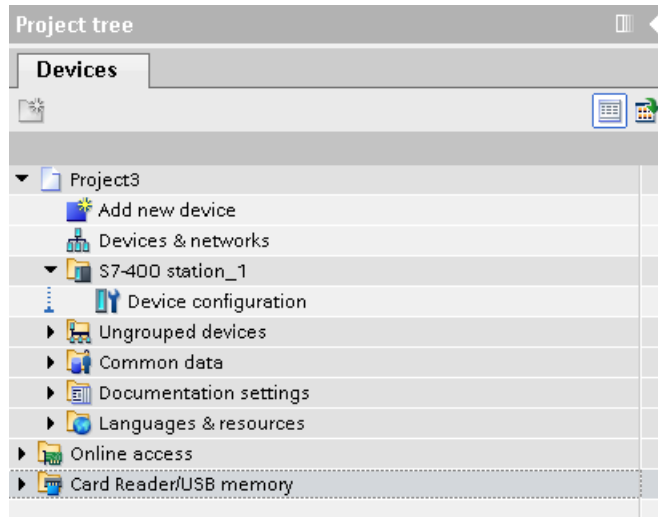 Project tree
Devices
Project3
Add new device
Devices & networks
S7-400 station_1
Device configuration
Ungrouped devices
Common data
Documentation settings
Languages & resources
Online access
Card Reader/USB memory